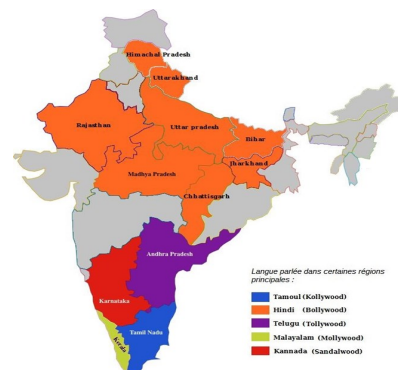 Himachal Pradesh
Uttarakhand
Rajasthan
Uttar pradesh
Bihar
Jharkhand
Madhya Pradesh
Chhattisgarh
Andhra Pradesh
Karnataka
Tamil Nadu
Kerala
Langue parlée dans certaines régions
principales :
Tamoul (Kollywood)
Hindi (Bollywood)
Telugu (Tollywood)
Malayalam (Mollywood)
Kannada (Sandalwood)